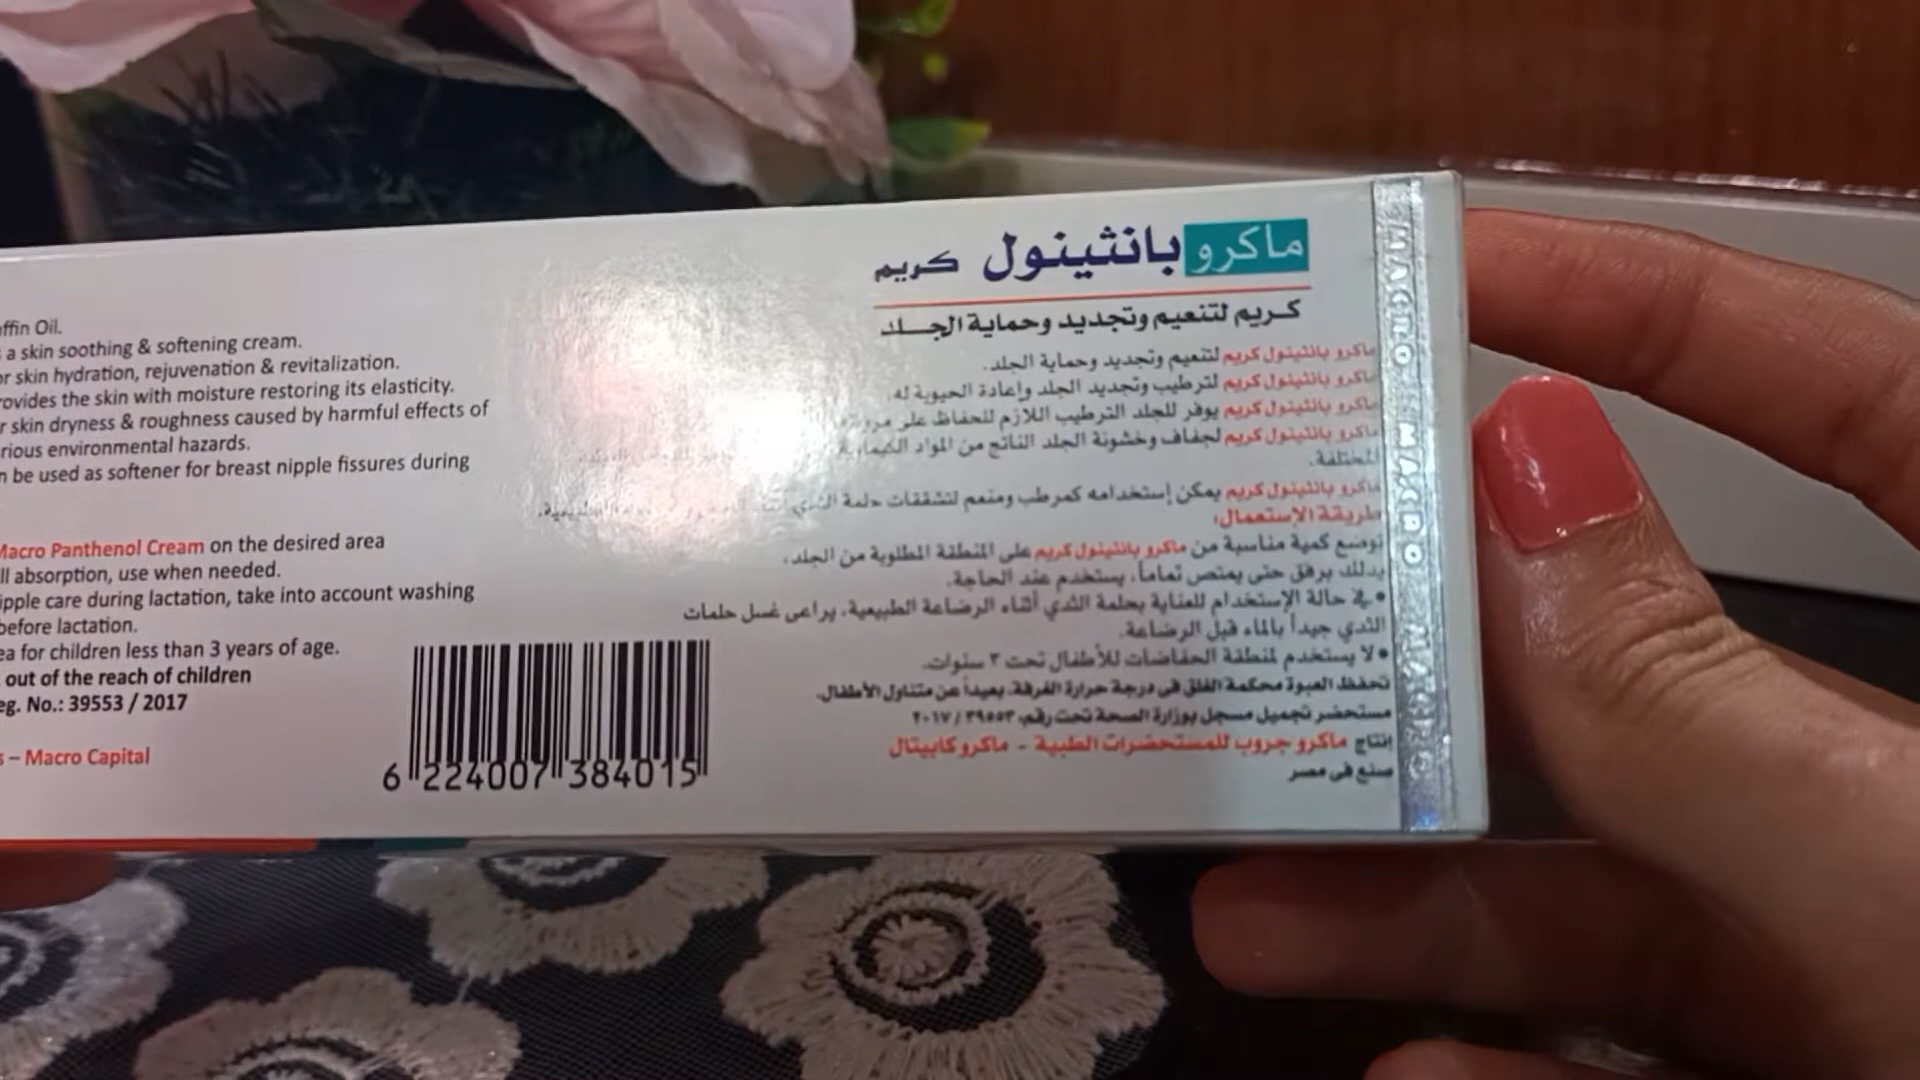 ffin Oil.
a skin soothing & softening cream.
or skin hydration, rejuvenation & revitalization.
rovides the skin with moisture restoring its elasticity.
r skin dryness & roughness caused by harmful effects of
rious environmental hazards.
n be used as softener for breast nipple fissures during
Macro Panthenol Cream on the desired area
ll absorption, use when needed.
ipple care during lactation, take into account washing
before lactation.
ea for children less than 3 years of age.
out of the reach of children
eg. No.: 39553 / 2017
s – Macro Capital
6 224007 384015
ماكرو بانثينول كريم
كريم لتنعيم وتجديد وحماية الجلد
ماكرو بانثينول كريم لتنعيم وتجديد وحماية الجلد.
ماكرو بانثينول كريم لترطيب وتجديد الجلد وإعادة الحيوية له.
ماكرو بانثينول كريم يوفر للجلد الترطيب اللازم للحفاظ على
ماكرو بانثينول كريم لجفاف وخشونة الجلد الناتج من المواد
المختلفة.
ماكرو بانثينول كريم يمكن إستخدامه كمرطب ومنعم لتشققات حلمة الثدي
طريقة الإستعمال:
توضع كمية مناسبة من ماكرو بانثينول كريم على المنطقة المطلوبة من الجلد،
يدلك برفق حتى يمتص تماماً، يستخدم عند الحاجة.
• في حالة الإستخدام للعناية بحلمة الثدي أثناء الرضاعة الطبيعية، يراعى غسل حلمات
الثدي جيداً بالماء قبل الرضاعة.
• لا يستخدم لمنطقة الحفاضات للأطفال تحت ٣ سنوات.
تحفظ العبوة محكمة الغلق فى درجة حرارة الغرفة، بعيداً عن متناول الأطفال.
مستحضر تجميل مسجل بوزارة الصحة تحت رقم: ٣٩٥٥٣ / ٢٠١٧
إنتاج ماكرو جروب للمستحضرات الطبية - ماكرو كابيتال
صنع فى مصر
MACRO MACRO MACRO